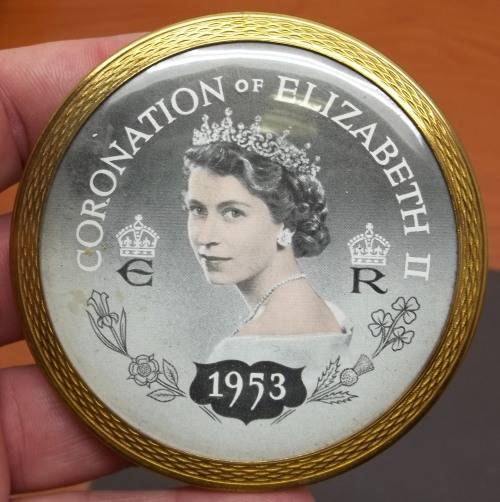 CORONATION OF ELIZABETH II
E R
1953